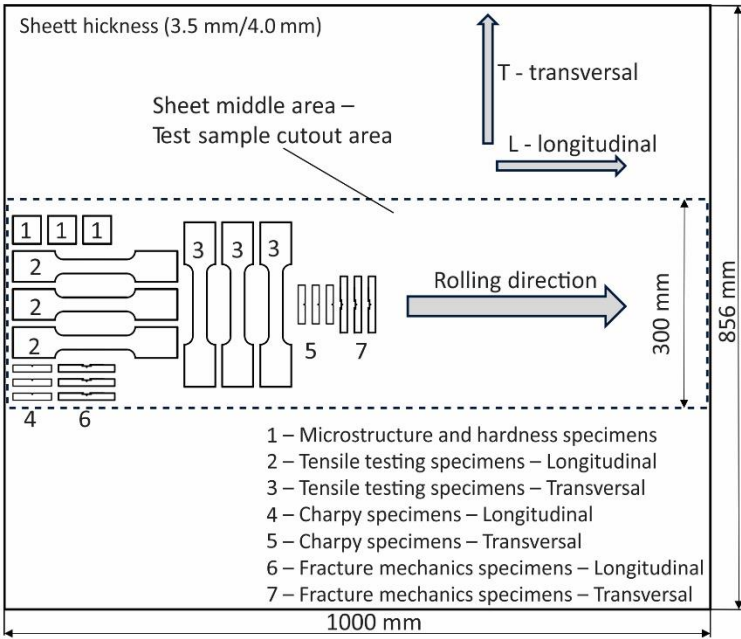 Sheett hickness (3.5 mm/4.0 mm)
T - transversal
Sheet middle area –
Test sample cutout area
L - longitudinal
1 1 1
2
3 3 3
2
2
Rolling direction
300 mm
856 mm
5 7
4 6
1 – Microstructure and hardness specimens
2 – Tensile testing specimens – Longitudinal
3 – Tensile testing specimens – Transversal
4 – Charpy specimens – Longitudinal
5 – Charpy specimens – Transversal
6 – Fracture mechanics specimens – Longitudinal
7 – Fracture mechanics specimens – Transversal
1000 mm